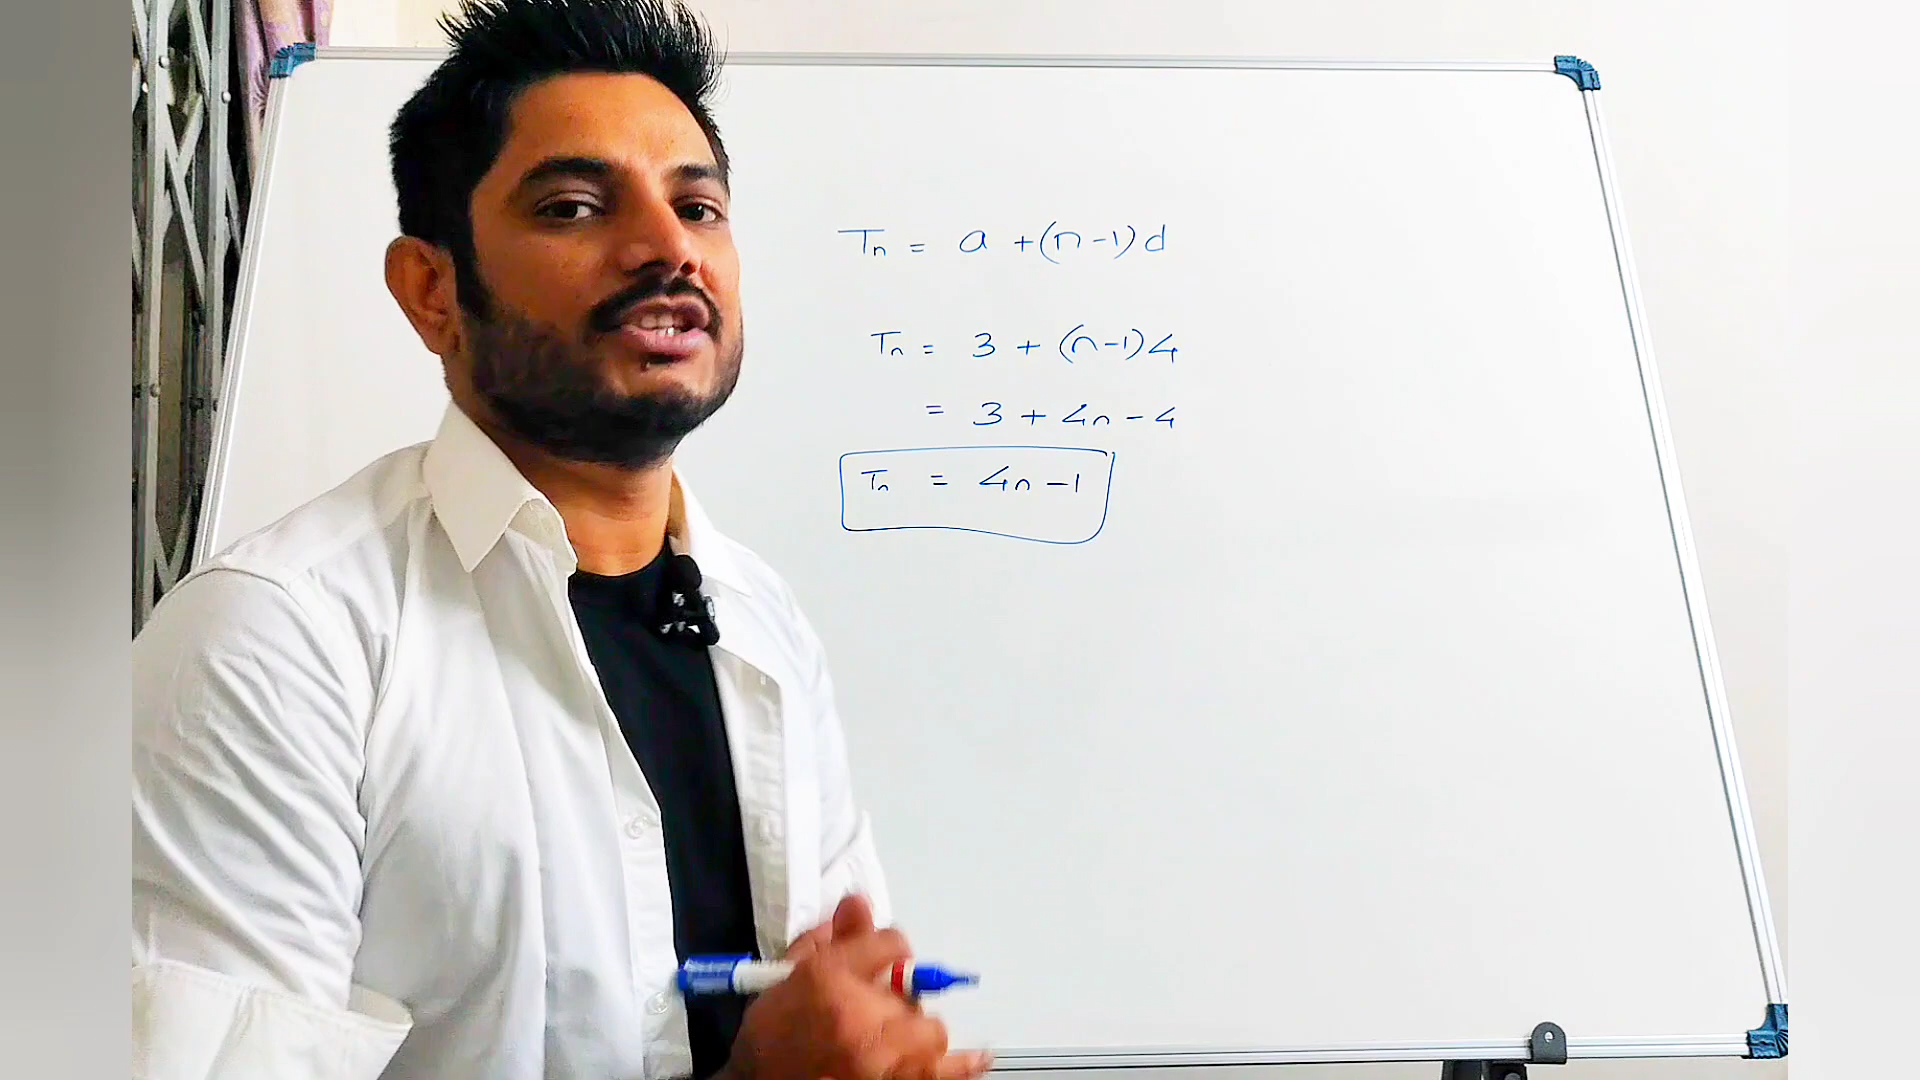 Tn = a + (n-1)d
Tn = 3 + (n-1)4
= 3 + 4n - 4
Tn = 4n - 1